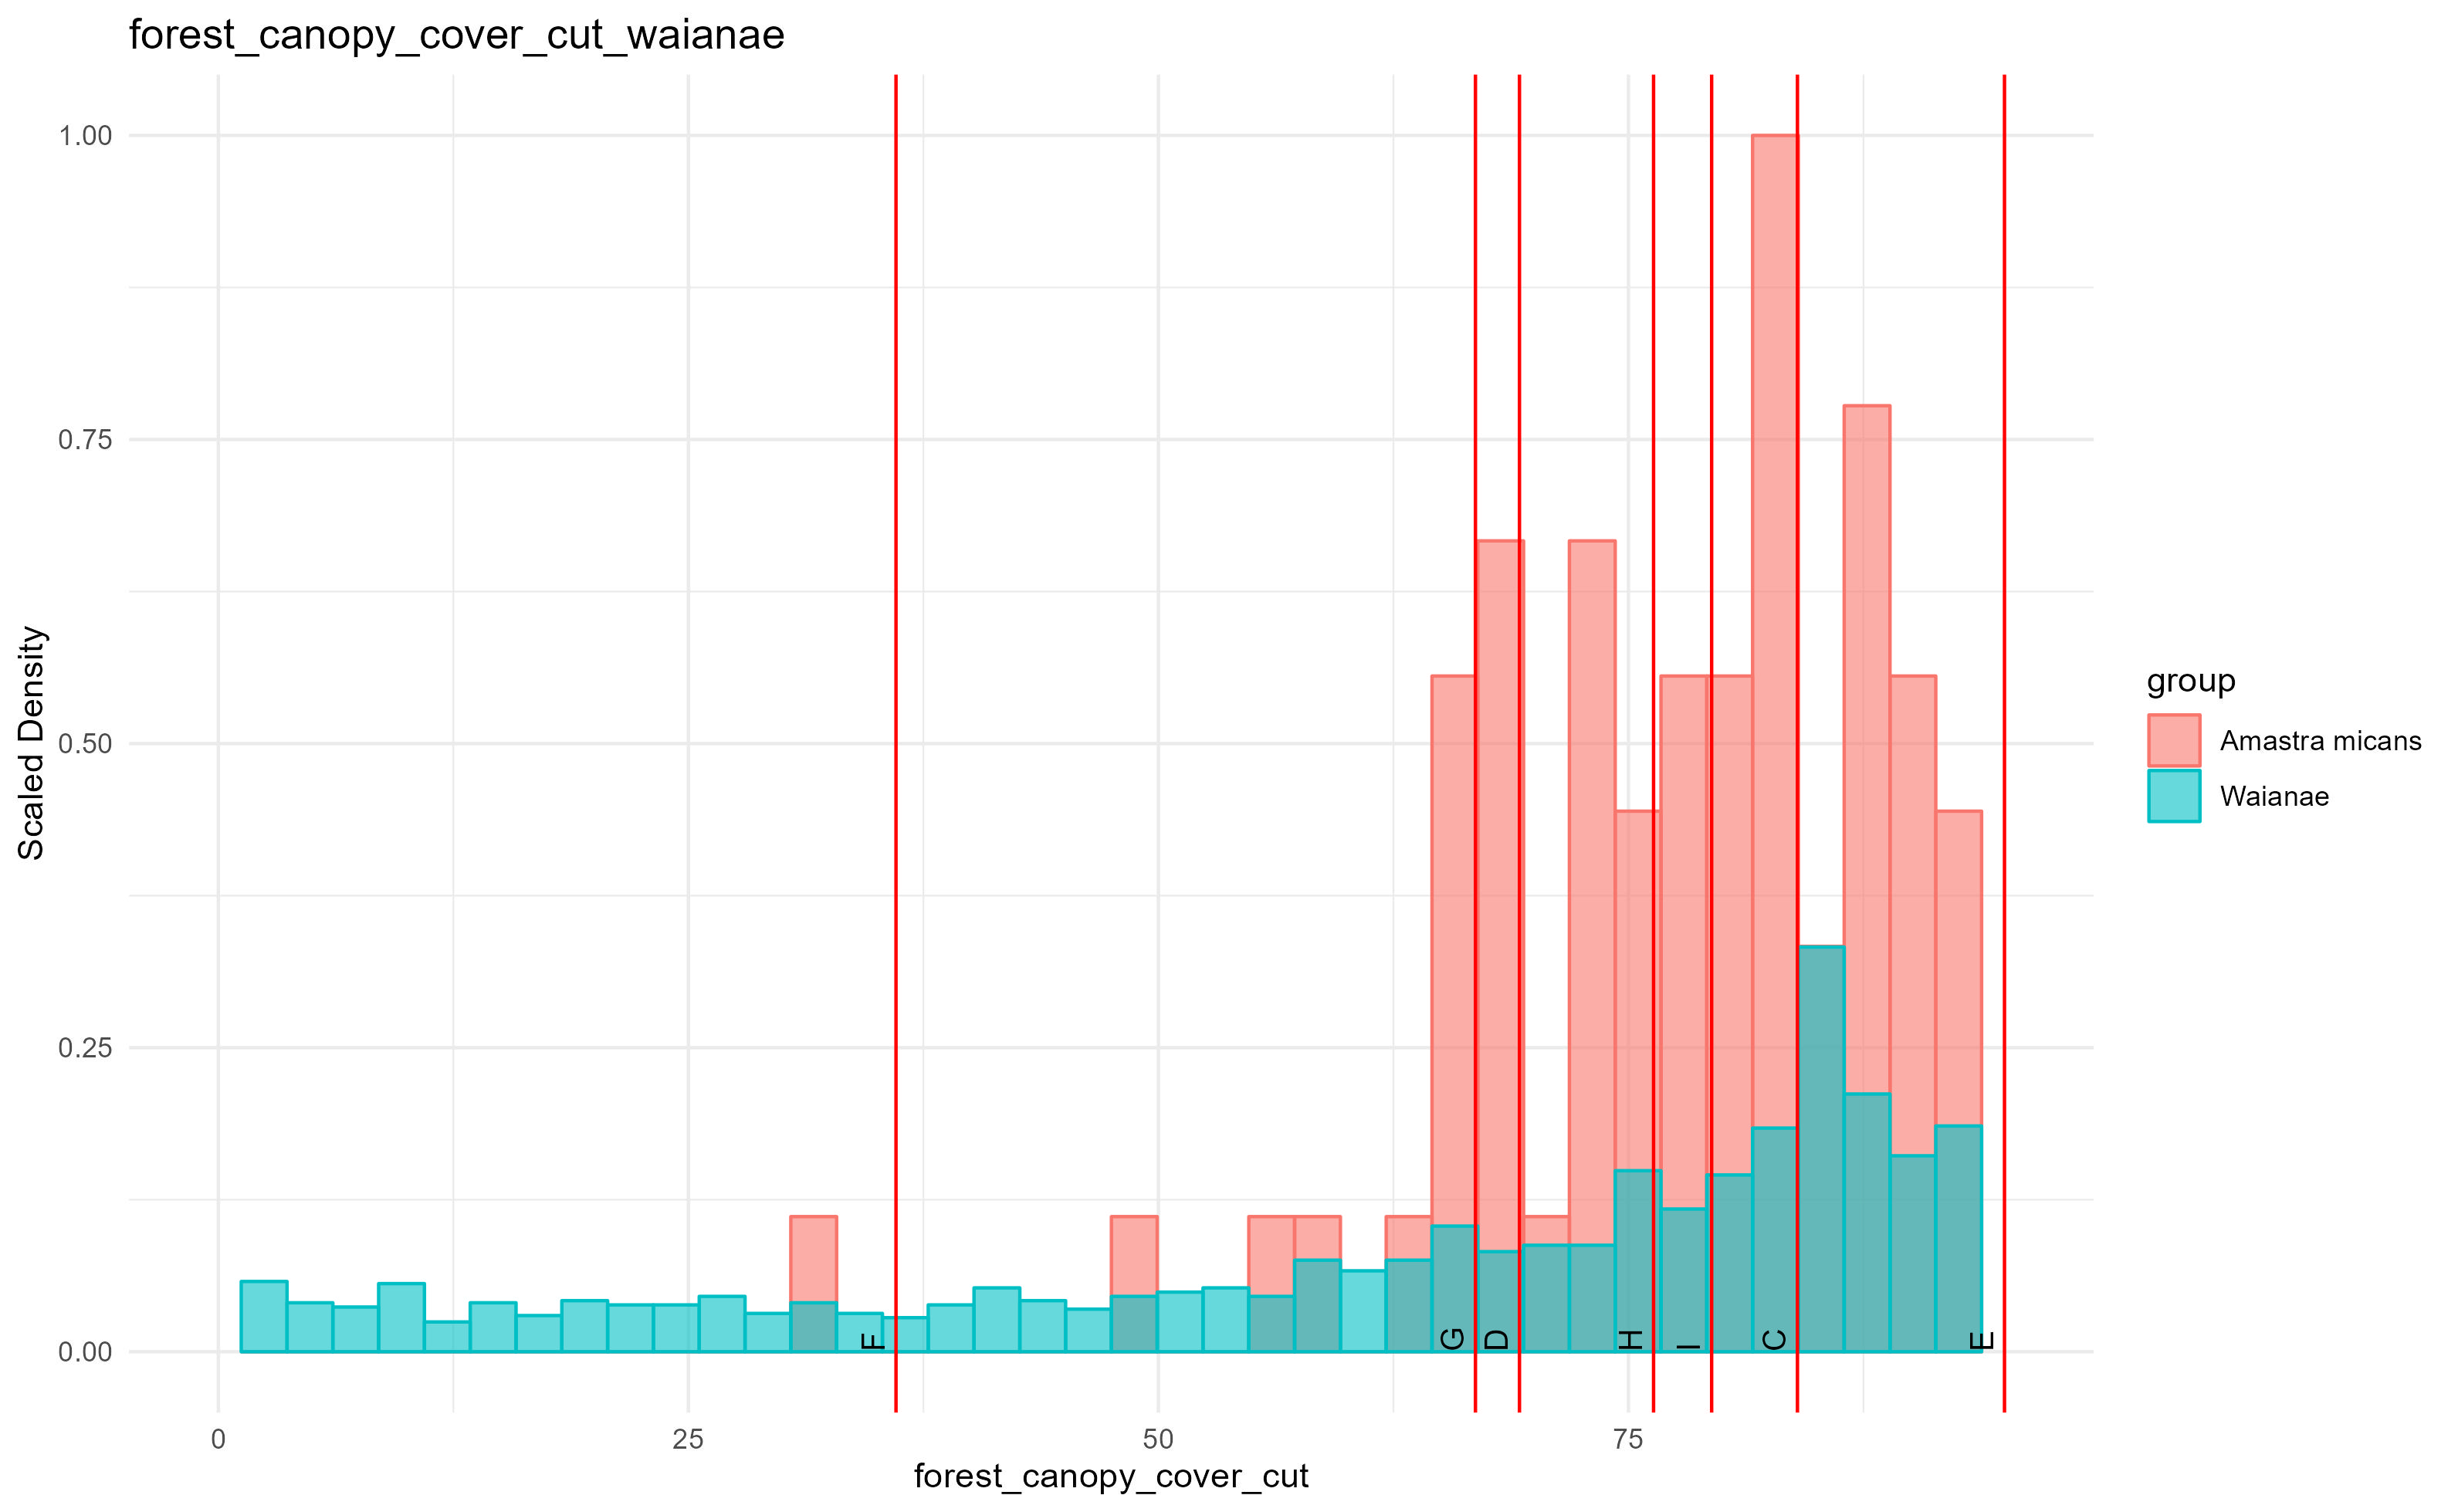 forest_canopy_cover_cut_waianae
1.00
0.75
0.50
0.25
0.00
Scaled Density
F
G
D
H
I
C
E
0
25
50
75
forest_canopy_cover_cut
group
Amastra micans
Waianae